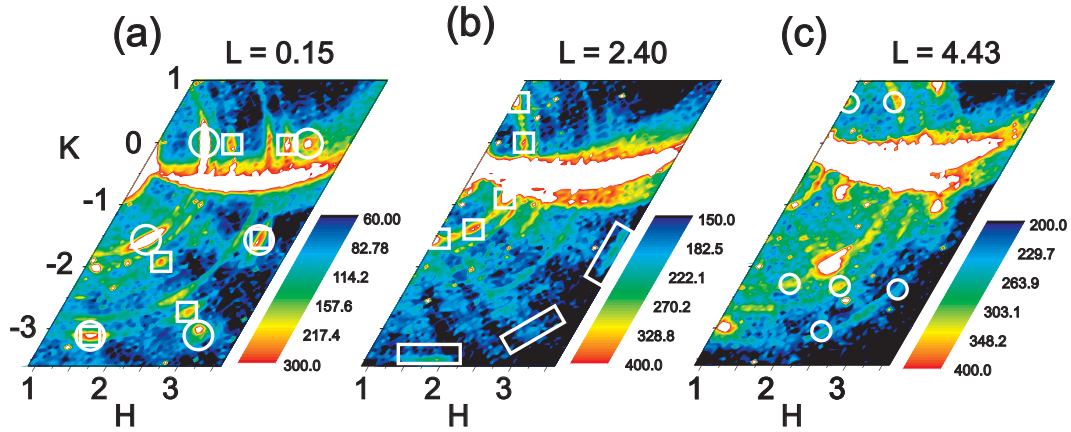 (a) (b) (c)
L = 0.15 L = 2.40 L = 4.43
1
K 0
-1
-2
-3
60.00 82.78 114.2 157.6 217.4 300.0
150.0 182.5 222.1 270.2 328.8 400.0
200.0 229.7 263.9 303.1 348.2 400.0
1 2 3 1 2 3 1 2 3
H H H